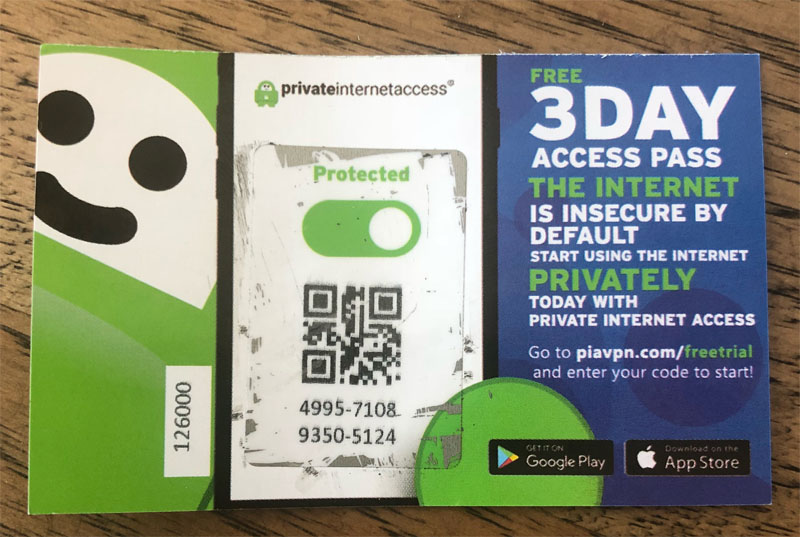 privateinternetaccess®
Protected
4995-7108
9350-5124
126000
FREE
3DAY
ACCESS PASS
THE INTERNET
IS INSECURE BY
DEFAULT
START USING THE INTERNET
PRIVATELY
TODAY WITH
PRIVATE INTERNET ACCESS
Go to piavpn.com/freetrial
and enter your code to start!
GET IT ON
Google Play
Download on the
App Store